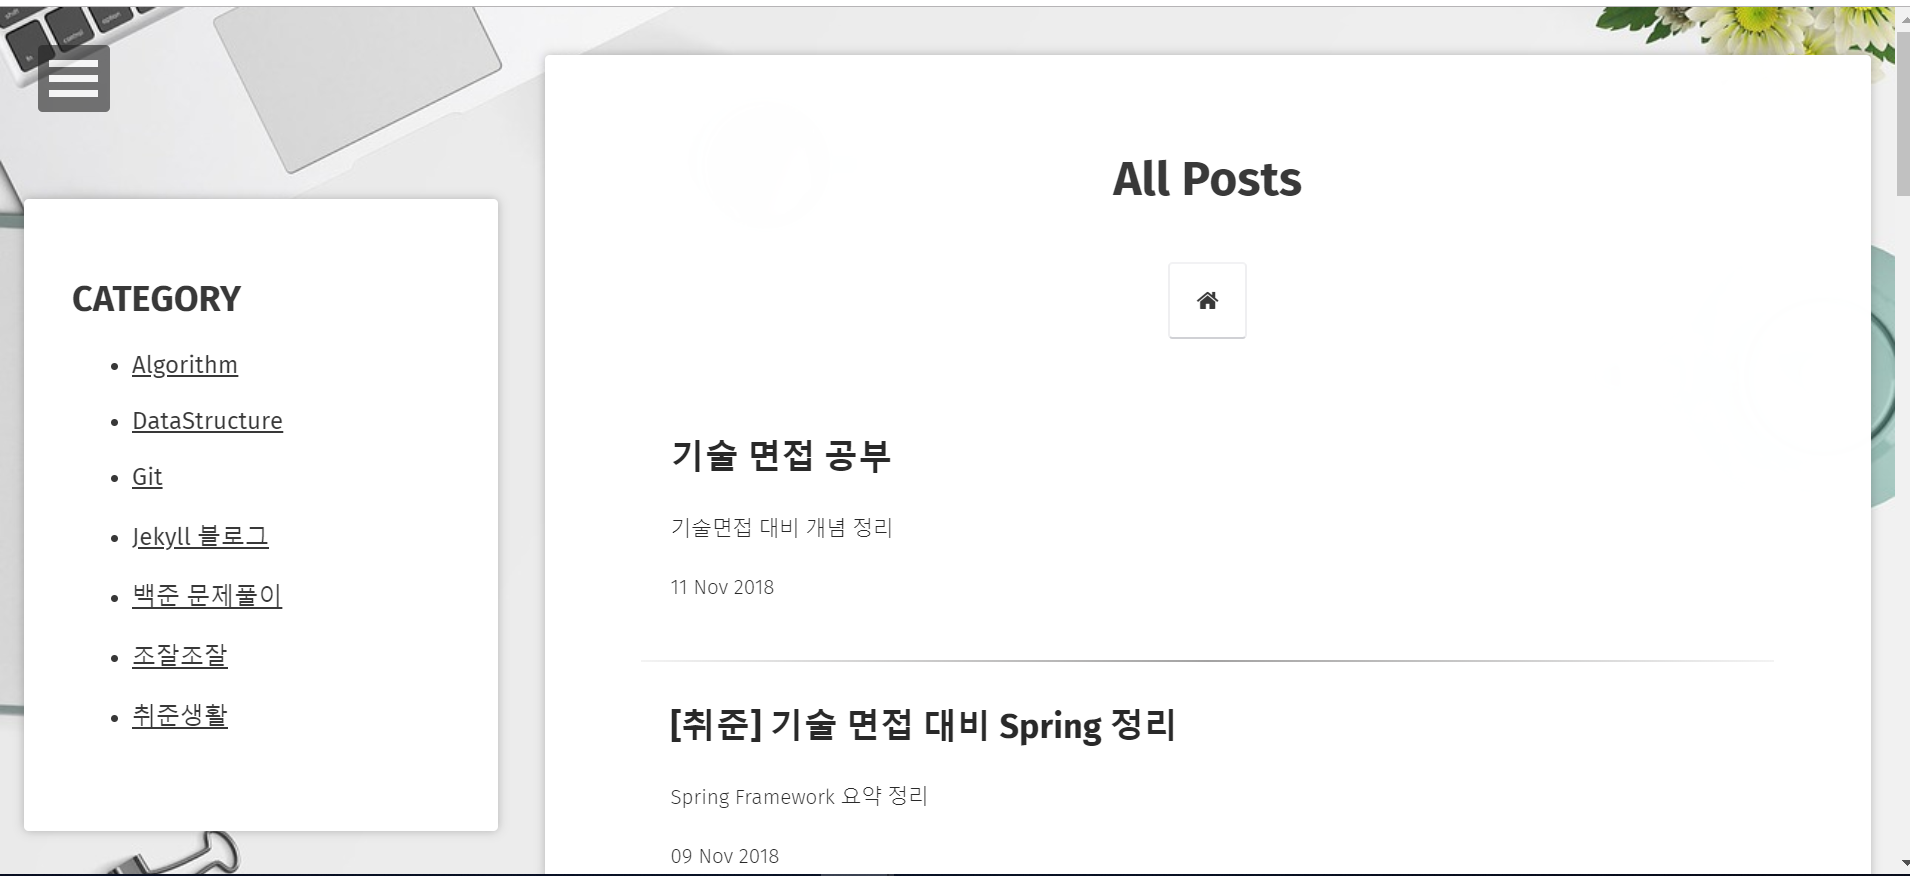 control
option
fn
All Posts
CATEGORY
Algorithm
DataStructure
Git
Jekyll 블로그
백준 문제풀이
조잘조잘
취준생활
기술 면접 공부
기술면접 대비 개념 정리
11 Nov 2018
[취준] 기술 면접 대비 Spring 정리
Spring Framework 요약 정리
09 Nov 2018